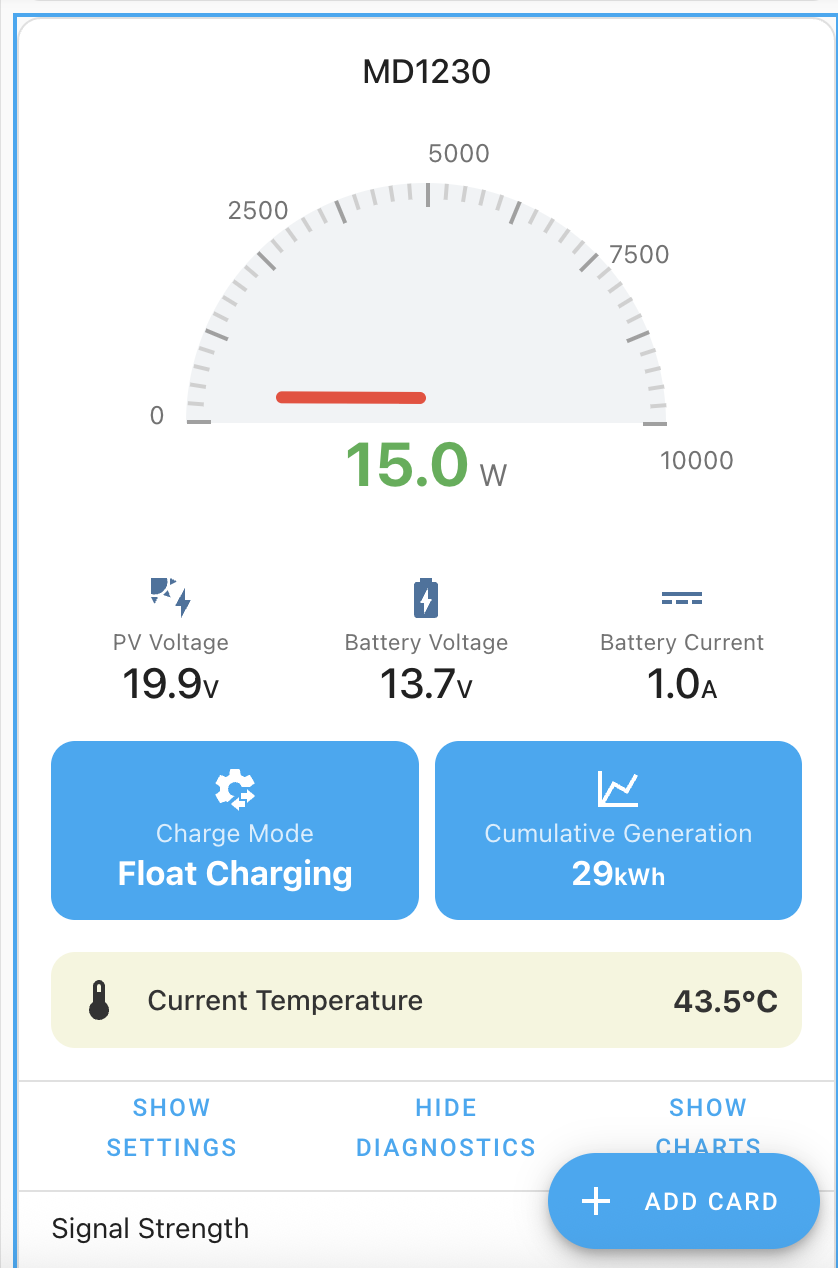 MD1230
5000
2500
7500
0
10000
15.0 W
PV Voltage
19.9V
Battery Voltage
13.7V
Battery Current
1.0A
Charge Mode
Float Charging
Cumulative Generation
29kWh
Current Temperature 43.5°C
SHOW
SETTINGS
HIDE
DIAGNOSTICS
SHOW
CHARTS
ADD CARD
Signal Strength